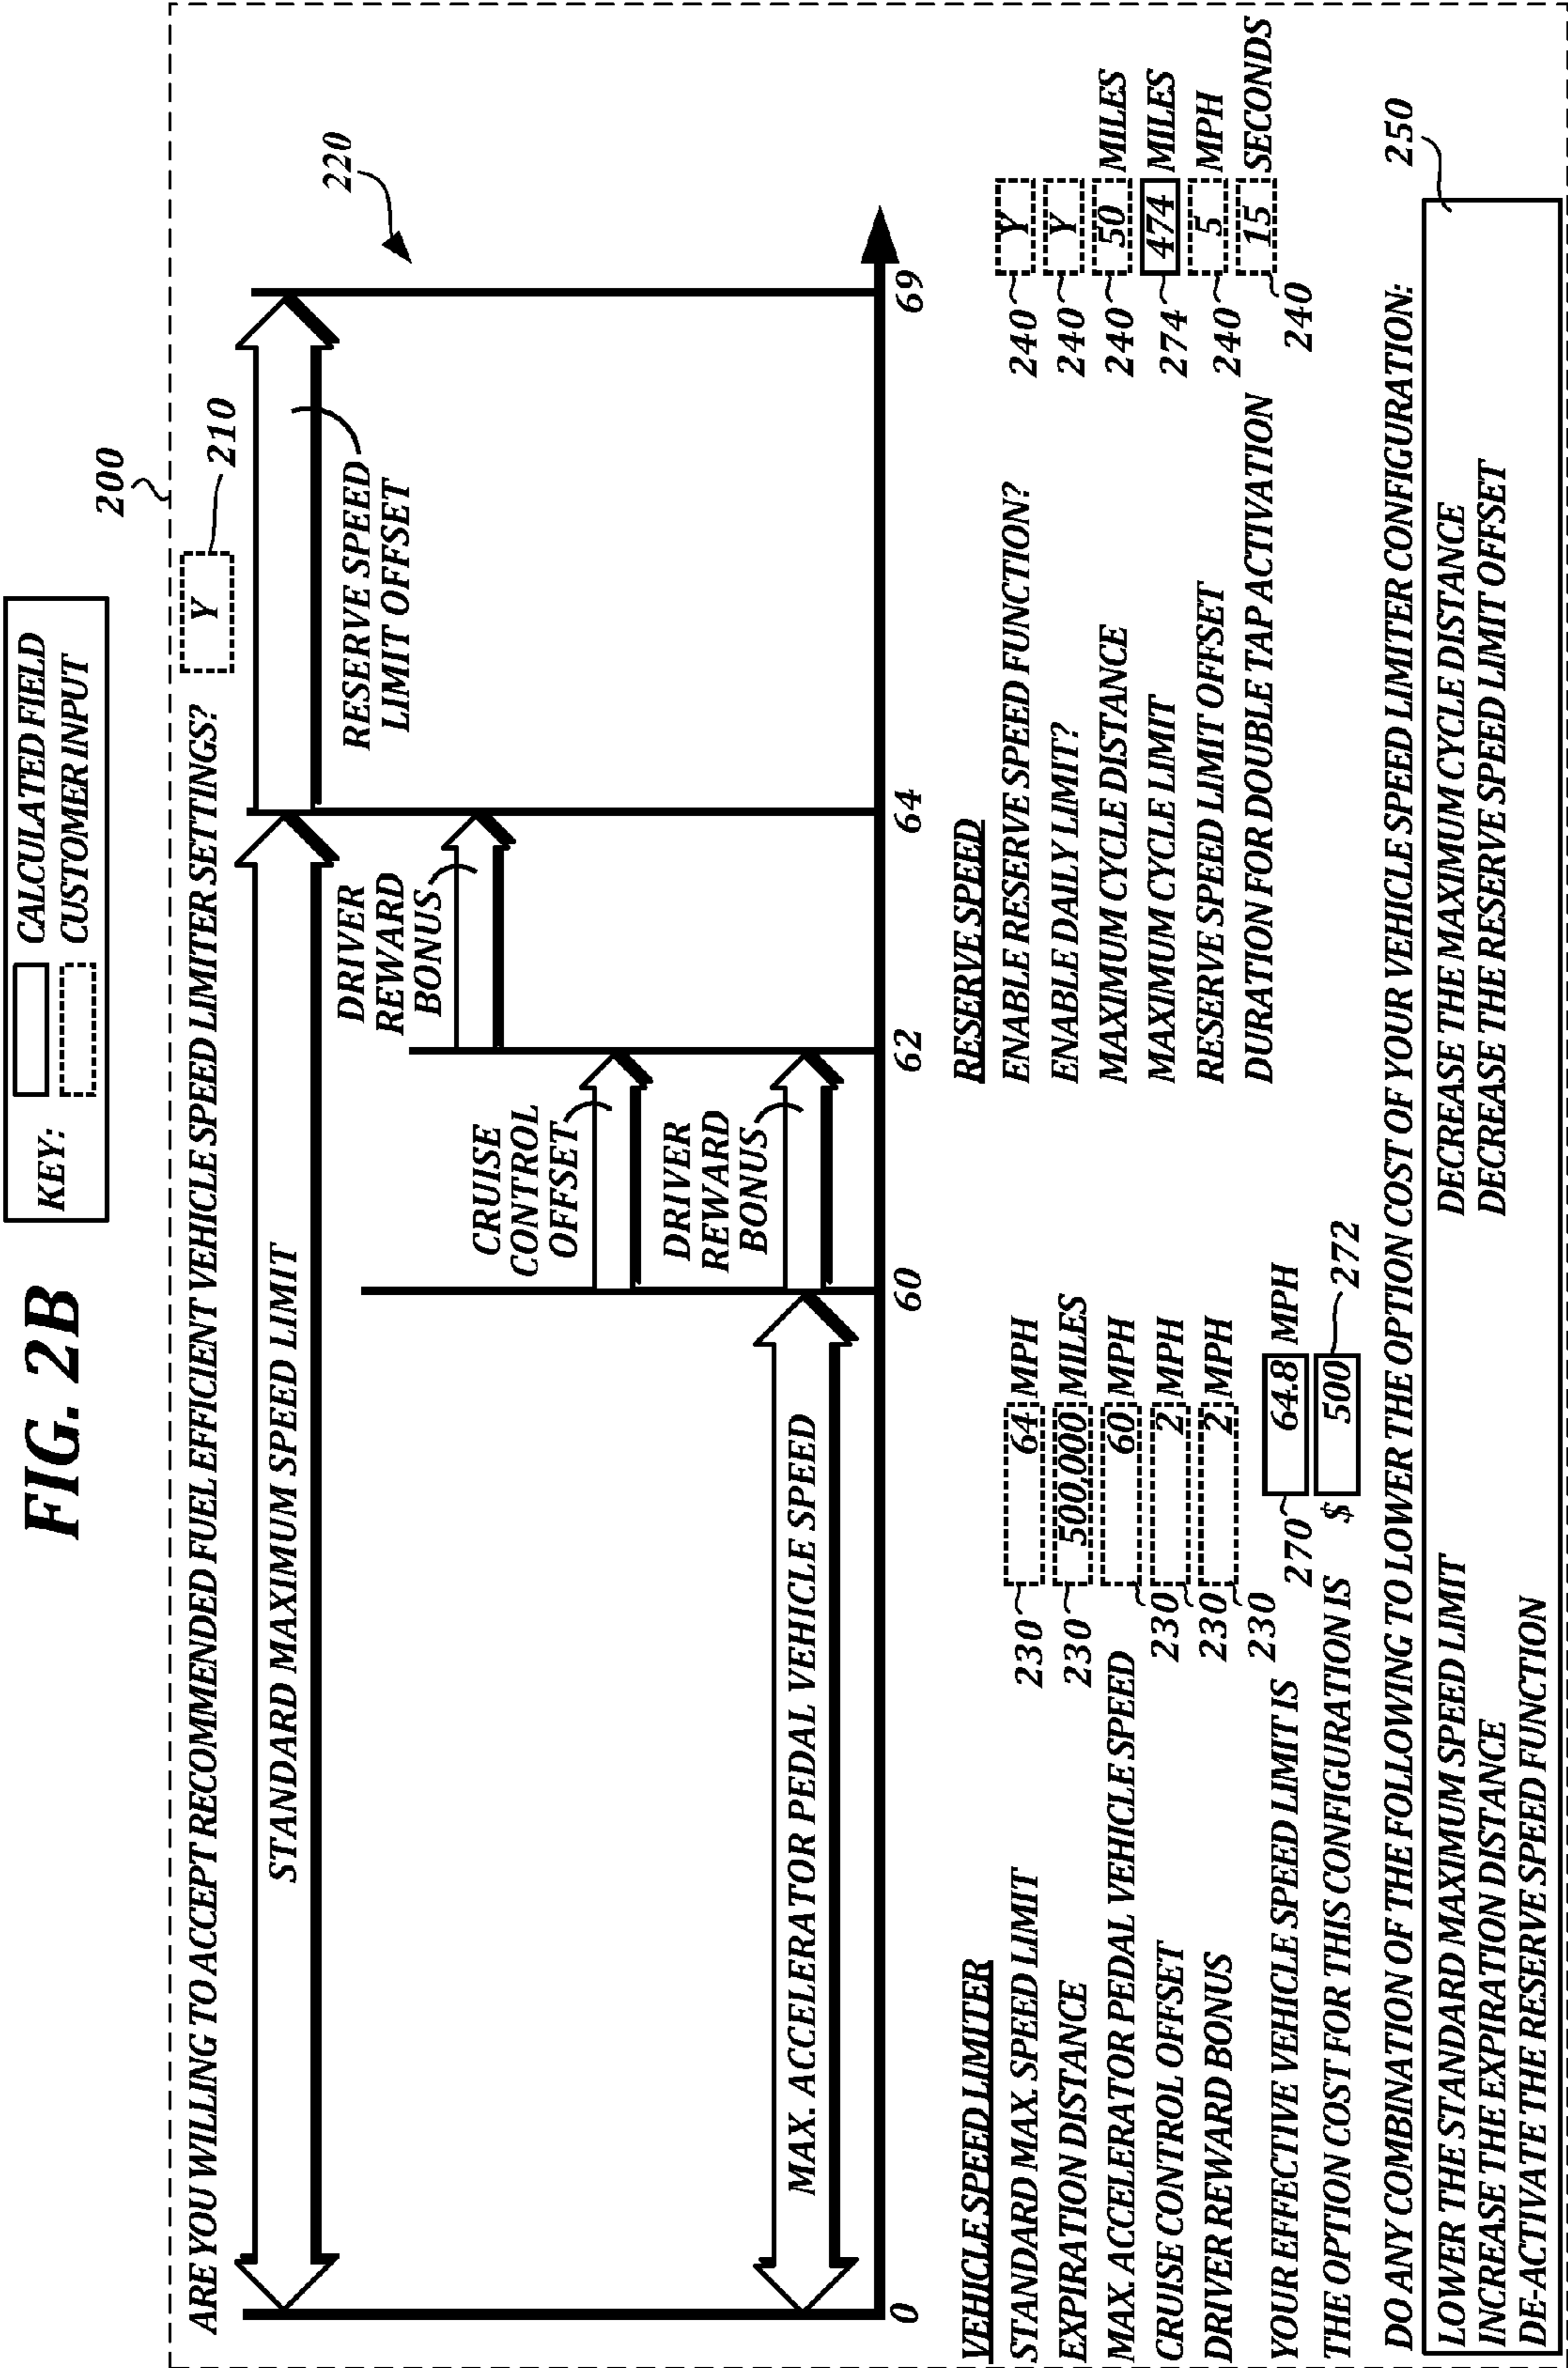 FIG. 2B
KEY:
CALCULATED FIELD
CUSTOMER INPUT
200
ARE YOU WILLING TO ACCEPT RECOMMENDED FUEL EFFICIENT VEHICLE SPEED LIMITER SETTINGS? Y
210
STANDARD MAXIMUM SPEED LIMIT
RESERVE SPEED
LIMIT OFFSET
220
DRIVER
REWARD
BONUS
CRUISE
CONTROL
OFFSET
DRIVER
REWARD
BONUS
MAX. ACCELERATOR PEDAL VEHICLE SPEED
0 60 62 64 69
VEHICLE SPEED LIMITER
STANDARD MAX. SPEED LIMIT 230 64 MPH
EXPIRATION DISTANCE 230 500,000 MILES
MAX. ACCELERATOR PEDAL VEHICLE SPEED 230 60 MPH
CRUISE CONTROL OFFSET 230 2 MPH
DRIVER REWARD BONUS 230 2 MPH
YOUR EFFECTIVE VEHICLE SPEED LIMIT IS 270 64.8 MPH
THE OPTION COST FOR THIS CONFIGURATION IS $ 500 272
RESERVE SPEED
ENABLE RESERVE SPEED FUNCTION? 240 Y
ENABLE DAILY LIMIT? 240 Y
MAXIMUM CYCLE DISTANCE 240 50 MILES
MAXIMUM CYCLE LIMIT 274 474 MILES
RESERVE SPEED LIMIT OFFSET 240 5 MPH
DURATION FOR DOUBLE TAP ACTIVATION 240 15 SECONDS
DO ANY COMBINATION OF THE FOLLOWING TO LOWER THE OPTION COST OF YOUR VEHICLE SPEED LIMITER CONFIGURATION:
250
LOWER THE STANDARD MAXIMUM SPEED LIMIT
INCREASE THE EXPIRATION DISTANCE
DE-ACTIVATE THE RESERVE SPEED FUNCTION
DECREASE THE MAXIMUM CYCLE DISTANCE
DECREASE THE RESERVE SPEED LIMIT OFFSET